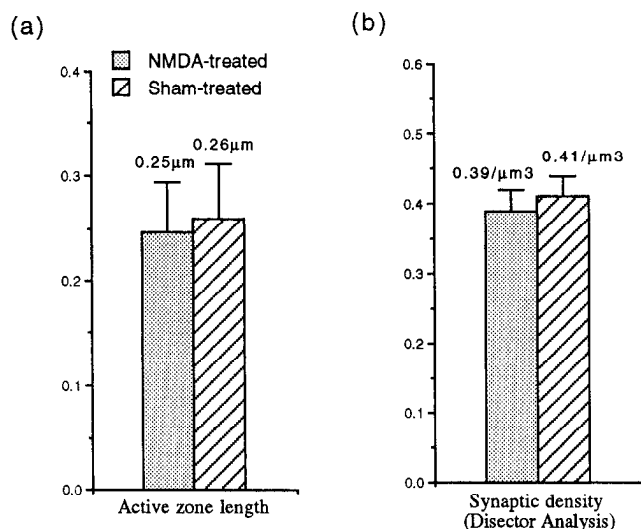 (a)
NMDA-treated
Sham-treated
0.4
0.3
0.2
0.1
0.0
0.25µm
0.26µm
Active zone length
(b)
0.6
0.5
0.4
0.3
0.2
0.1
0.0
0.39/µm3
0.41/µm3
Synaptic density
(Disector Analysis)